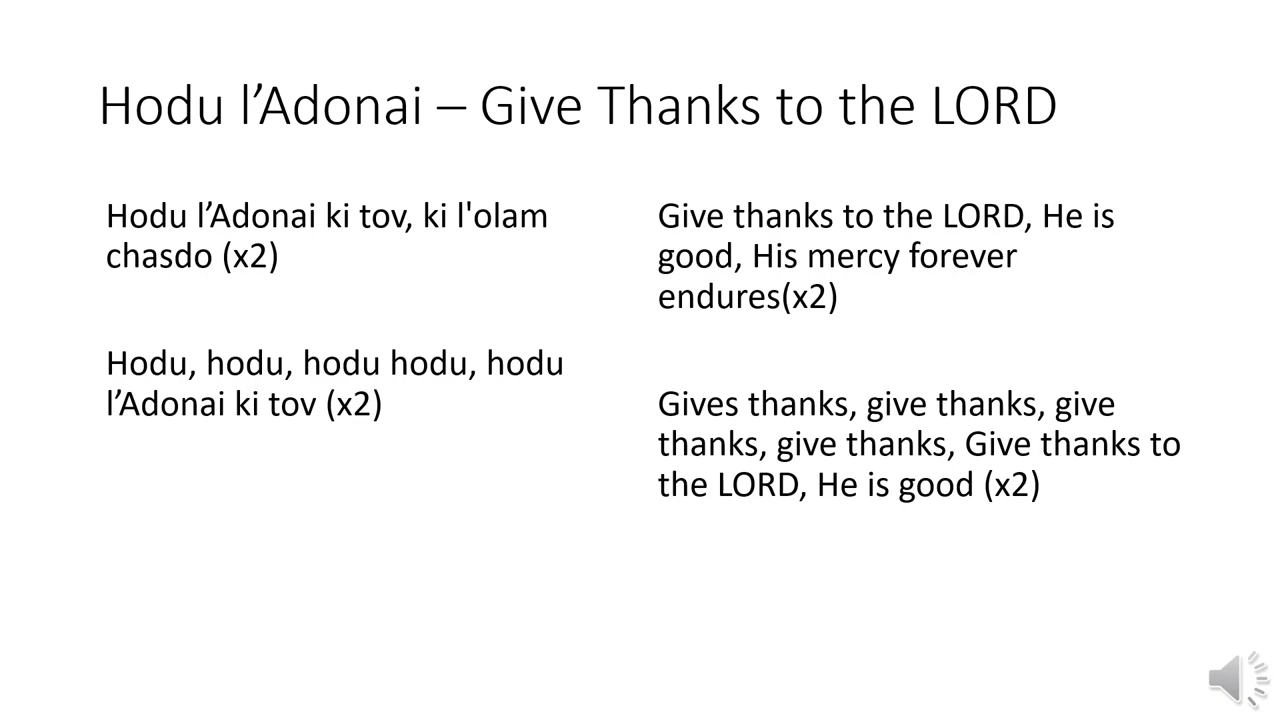 Hodu l’Adonai – Give Thanks to the LORD
Hodu l’Adonai ki tov, ki l'olam
chasdo (x2)
Hodu, hodu, hodu hodu, hodu
l’Adonai ki tov (x2)
Give thanks to the LORD, He is
good, His mercy forever
endures(x2)
Gives thanks, give thanks, give
thanks, give thanks, Give thanks to
the LORD, He is good (x2)